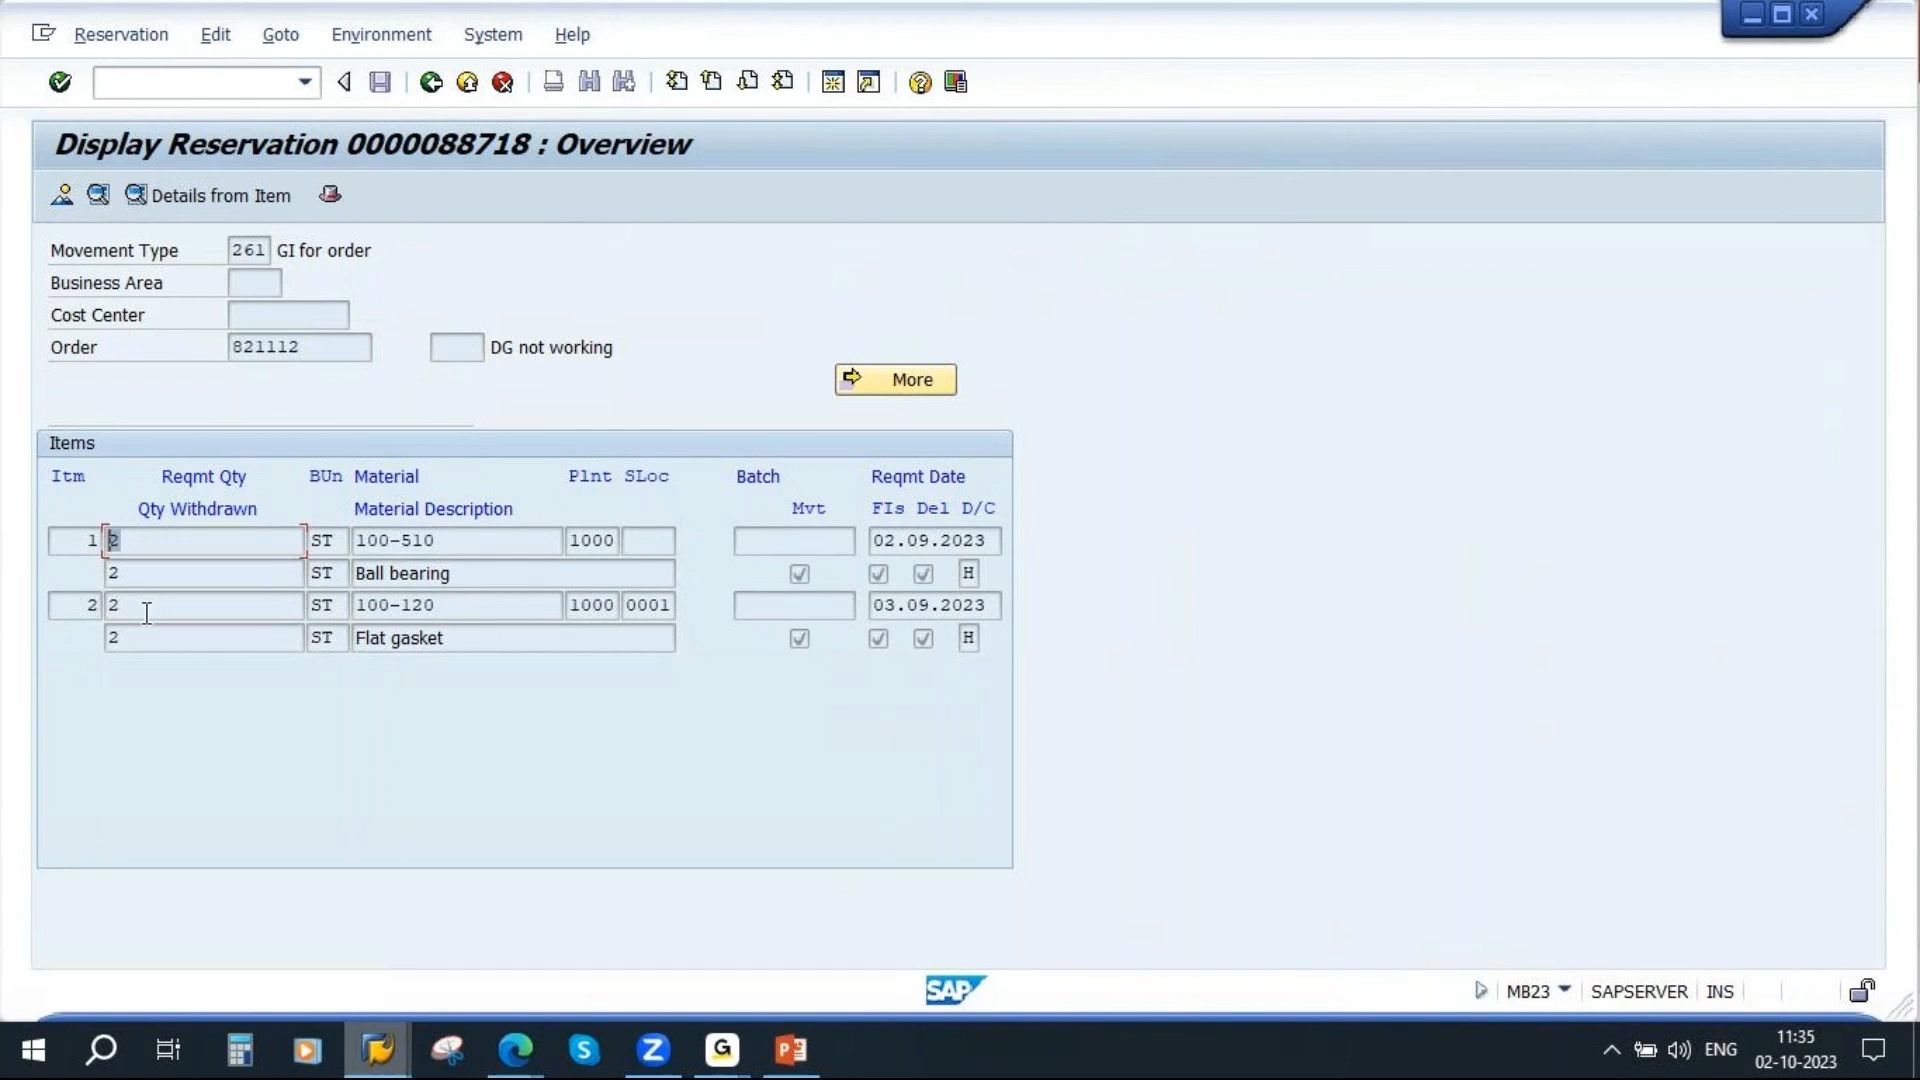 Reservation Edit Goto Environment System Help
Display Reservation 0000088718 : Overview
Details from Item
Movement Type 261 GI for order
Business Area
Cost Center
Order 821112 DG not working
More
Items
Itm Reqmt Qty BUn Material Plnt SLoc Batch Reqmt Date
Qty Withdrawn Material Description Mvt FIs Del D/C
1 2 ST 100-510 1000 02.09.2023
2 ST Ball bearing H
2 2 ST 100-120 1000 0001 03.09.2023
2 ST Flat gasket H
SAP MB23 SAPSERVER INS
ENG 11:35
02-10-2023